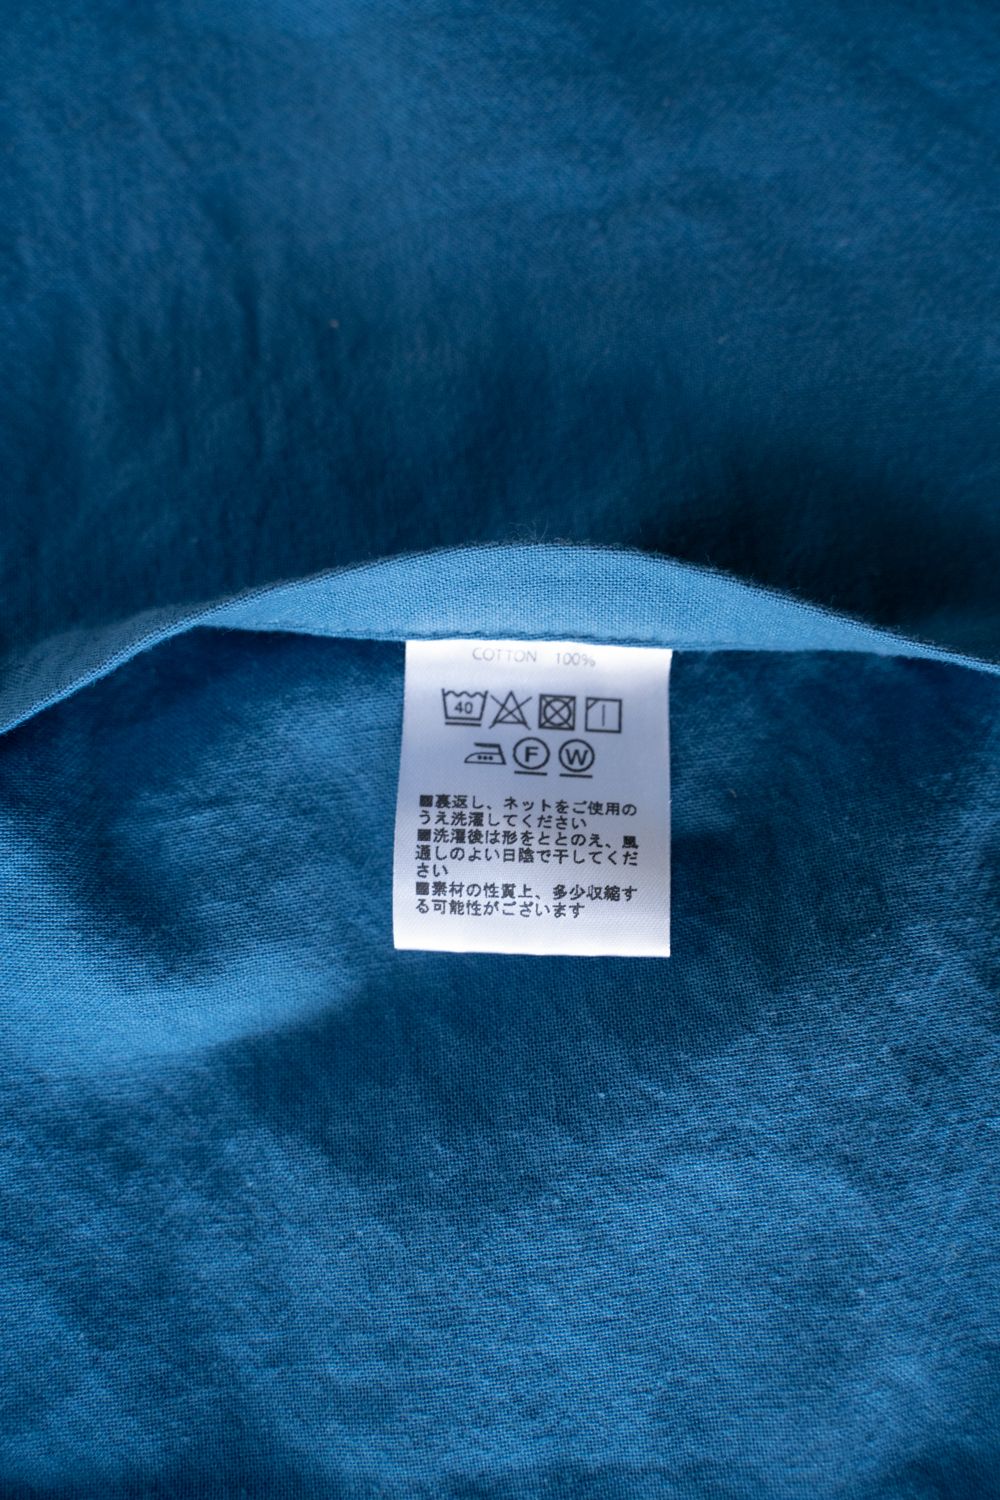 COTTON 100%
40
F W
■裏返し、ネットをご使用の
うえ洗濯してください
■洗濯後は形をととのえ、風
通しのよい日陰で干してくだ
さい
■素材の性質上、多少収縮す
る可能性がございます